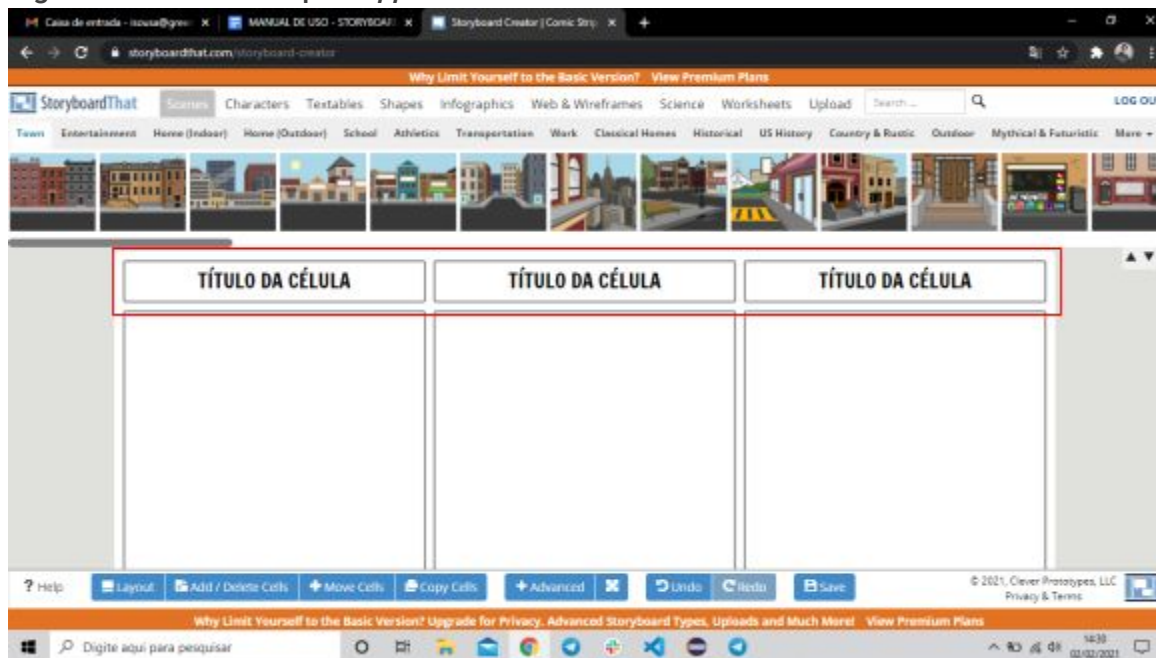 Caixa de entrada - MANUAL DE USO - STORYBOARD Storyboard Creator | Comic Strip
storyboardthat.com/storyboard-creator
Why Limit Yourself to the Basic Version? View Premium Plans
StoryboardThat Scenes Characters Textables Shapes Infographics Web & Wireframes Science Worksheets Upload Search ... LOG OU
Town Entertainment Home (Indoor) Home (Outdoor) School Athletics Transportation Work Classical Homes Historical US History Country & Rustic Outdoor Mythical & Futuristic More
TÍTULO DA CÉLULA TÍTULO DA CÉLULA TÍTULO DA CÉLULA
? Help Layout Add / Delete Cells Move Cells Copy Cells Advanced Undo Redo Save © 2021, Clever Prototypes, LLC
Privacy & Terms
Why Limit Yourself to the Basic Version? Upgrade for Privacy, Advanced Storyboard Types, Uploads and Much More! View Premium Plans
Digite aqui para pesquisar 14:30
02/02/2021